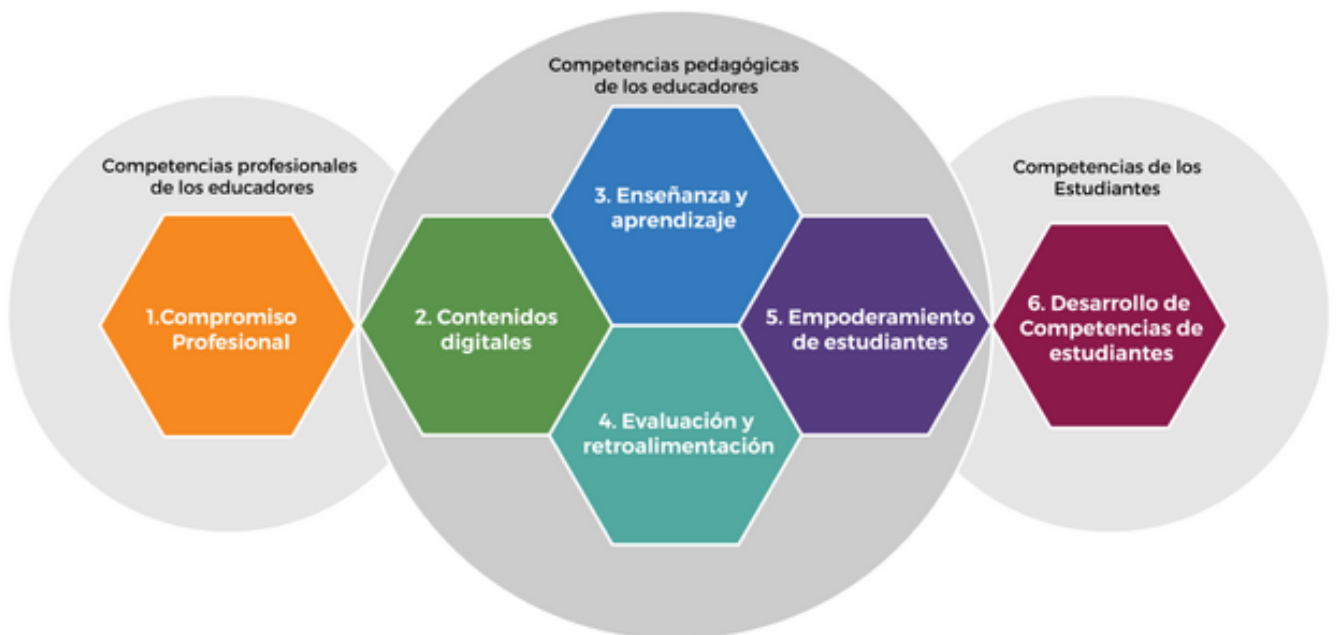 Competencias profesionales
de los educadores
1.Compromiso
Profesional
Competencias pedagógicas
de los educadores
2. Contenidos
digitales
3. Enseñanza y
aprendizaje
4. Evaluación y
retroalimentación
5. Empoderamiento
de estudiantes
Competencias de los
Estudiantes
6. Desarrollo de
Competencias de
estudiantes